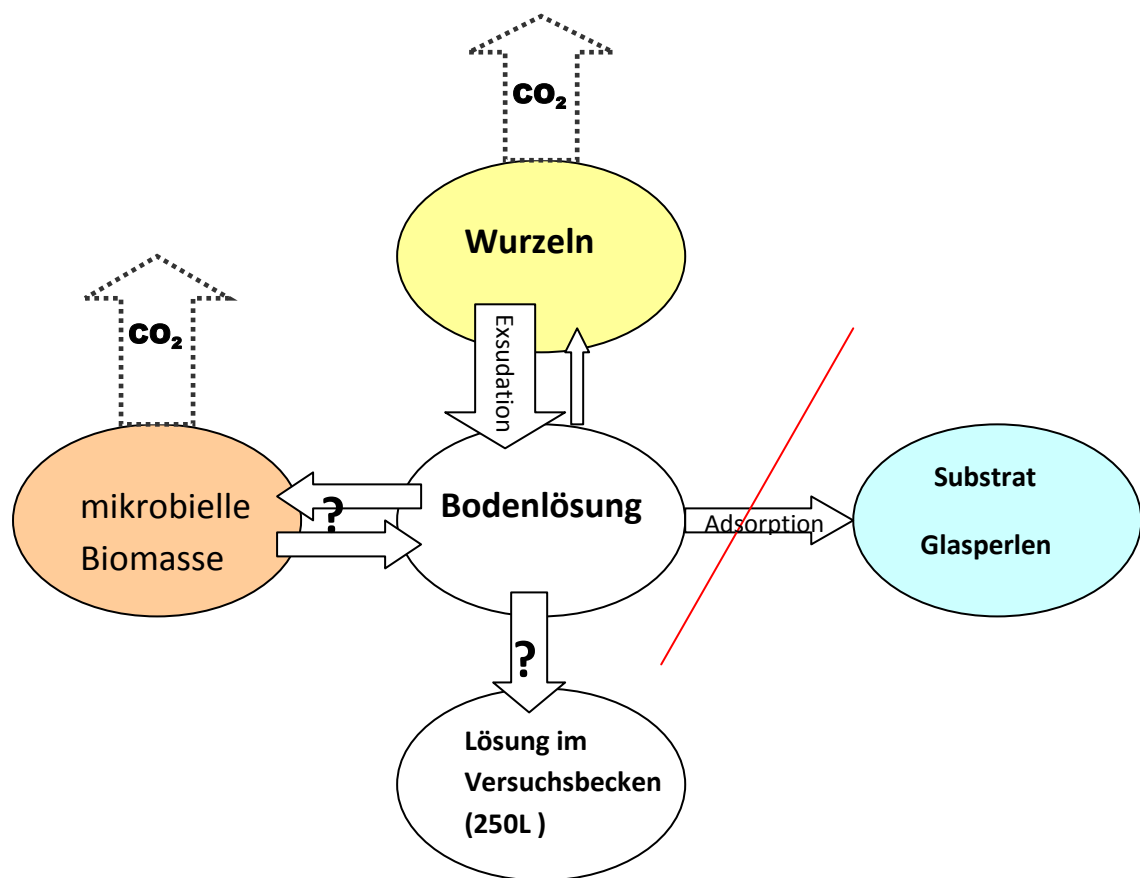 CO₂
Wurzeln
CO₂
Exsudation
mikrobielle
Biomasse
?
Bodenlösung
Adsorption
Substrat
Glasperlen
?
Lösung im
Versuchsbecken
(250L )